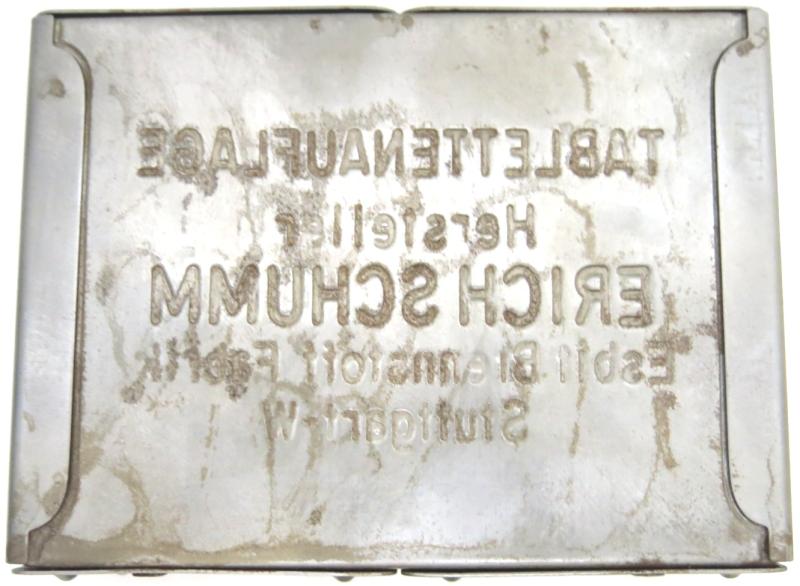 TABLETTENAUFLAGE
Hersteller
ERICH SCHUMM
Esbit Brennstoff Fabrik
Stuttgart-W